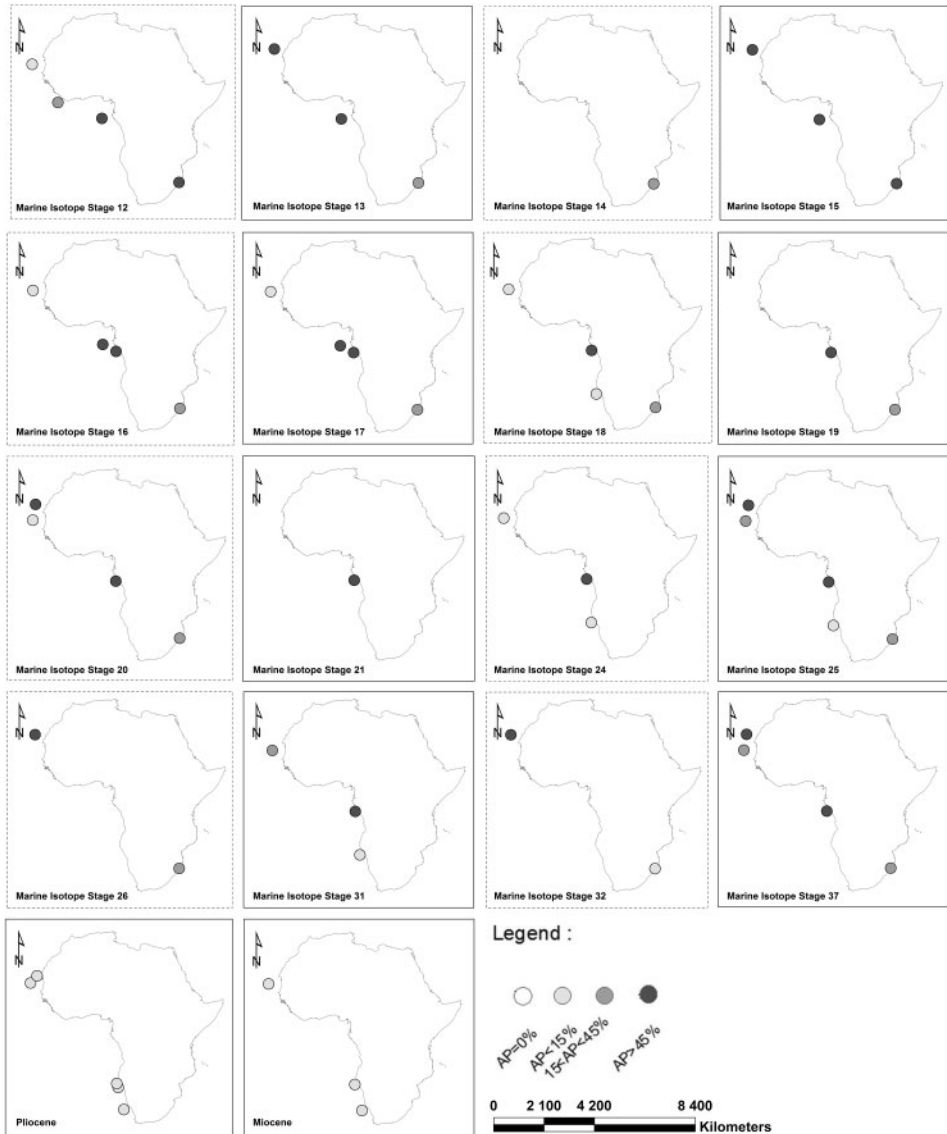 N
N
N
N
Marine Isotope Stage 12
Marine Isotope Stage 13
Marine Isotope Stage 14
Marine Isotope Stage 15
N
N
N
N
Marine Isotope Stage 16
Marine Isotope Stage 17
Marine Isotope Stage 18
Marine Isotope Stage 19
N
N
N
N
Marine Isotope Stage 20
Marine Isotope Stage 21
Marine Isotope Stage 24
Marine Isotope Stage 25
N
N
N
N
Marine Isotope Stage 26
Marine Isotope Stage 31
Marine Isotope Stage 32
Marine Isotope Stage 37
N
N
Pliocene
Miocene
Legend :
AP=0%
AP<15%
15<AP<45%
AP>45%
0 2 100 4 200 8 400
Kilometers